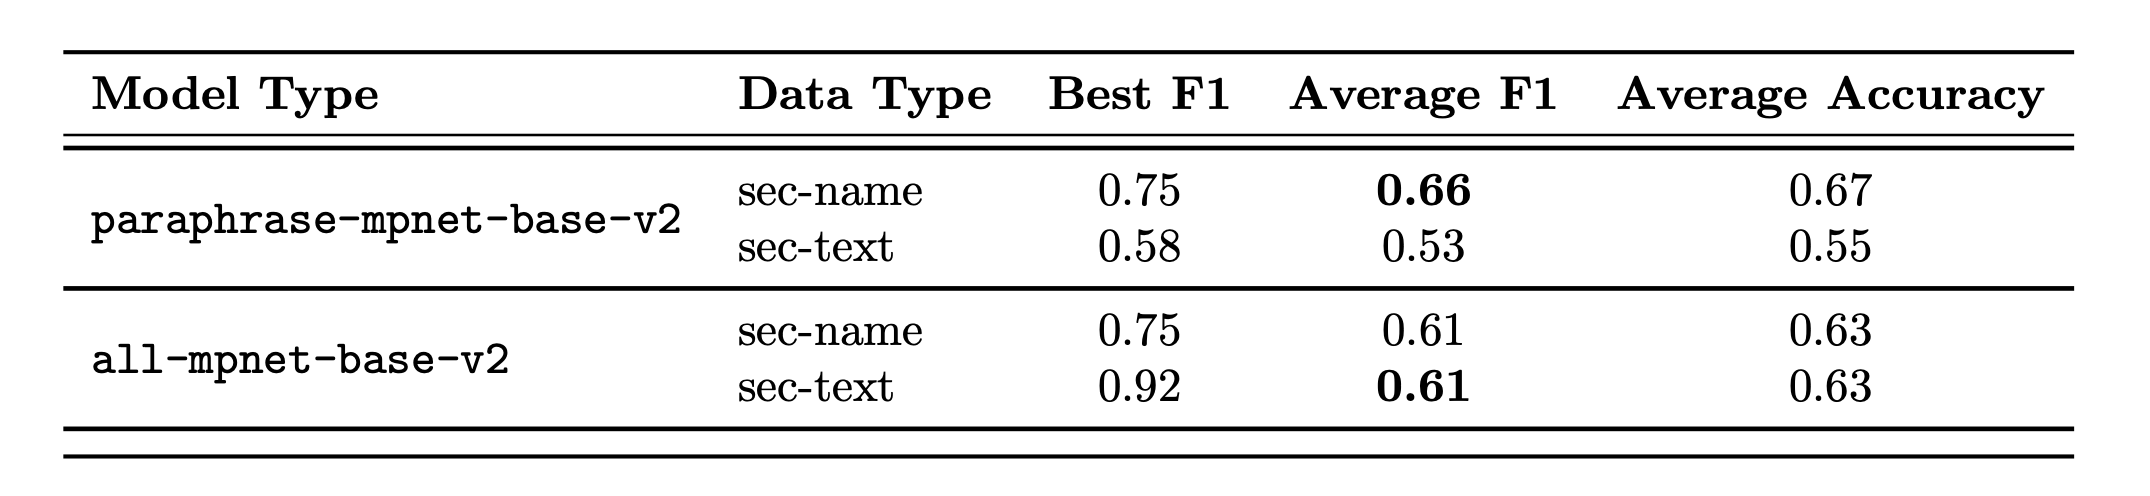 Model Type Data Type Best F1 Average F1 Average Accuracy
paraphrase-mpnet-base-v2 sec-name 0.75 0.66 0.67
sec-text 0.58 0.53 0.55
all-mpnet-base-v2 sec-name 0.75 0.61 0.63
sec-text 0.92 0.61 0.63